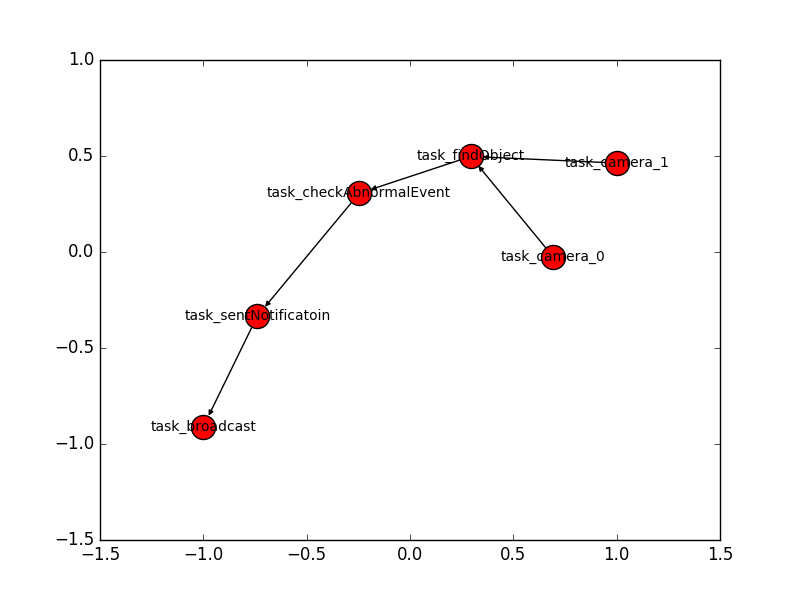 1.0
0.5
0.0
−0.5
−1.0
−1.5
task_findObject
task_camera_1
task_checkAbnormalEvent
task_camera_0
task_sentNotificatoin
task_broadcast
−1.5 −1.0 −0.5 0.0 0.5 1.0 1.5